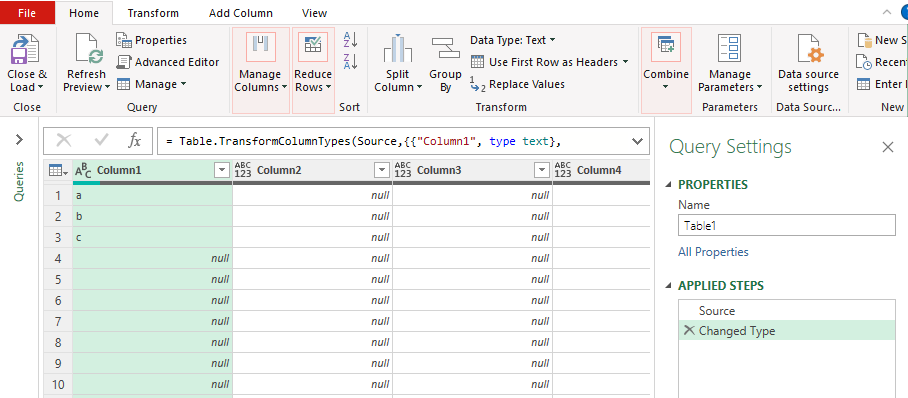 File Home Transform Add Column View
Close & Load
Refresh Preview
Properties
Advanced Editor
Manage
Manage Columns
Reduce Rows
A Z
Z A
Split Column
Group By
Data Type: Text
Use First Row as Headers
1 2 Replace Values
Combine
Manage Parameters
Data source settings
New S
Recen
Enter
Close Query Sort Transform Parameters Data Sourc... New
Queries
fx = Table.TransformColumnTypes(Source,{{"Column1", type text},
ABC Column1 ABC 123 Column2 ABC 123 Column3 ABC 123 Column4
1 a null null
2 b null null
3 c null null
4 null null null
5 null null null
6 null null null
7 null null null
8 null null null
9 null null null
10 null null null
Query Settings
PROPERTIES
Name
Table1
All Properties
APPLIED STEPS
Source
Changed Type